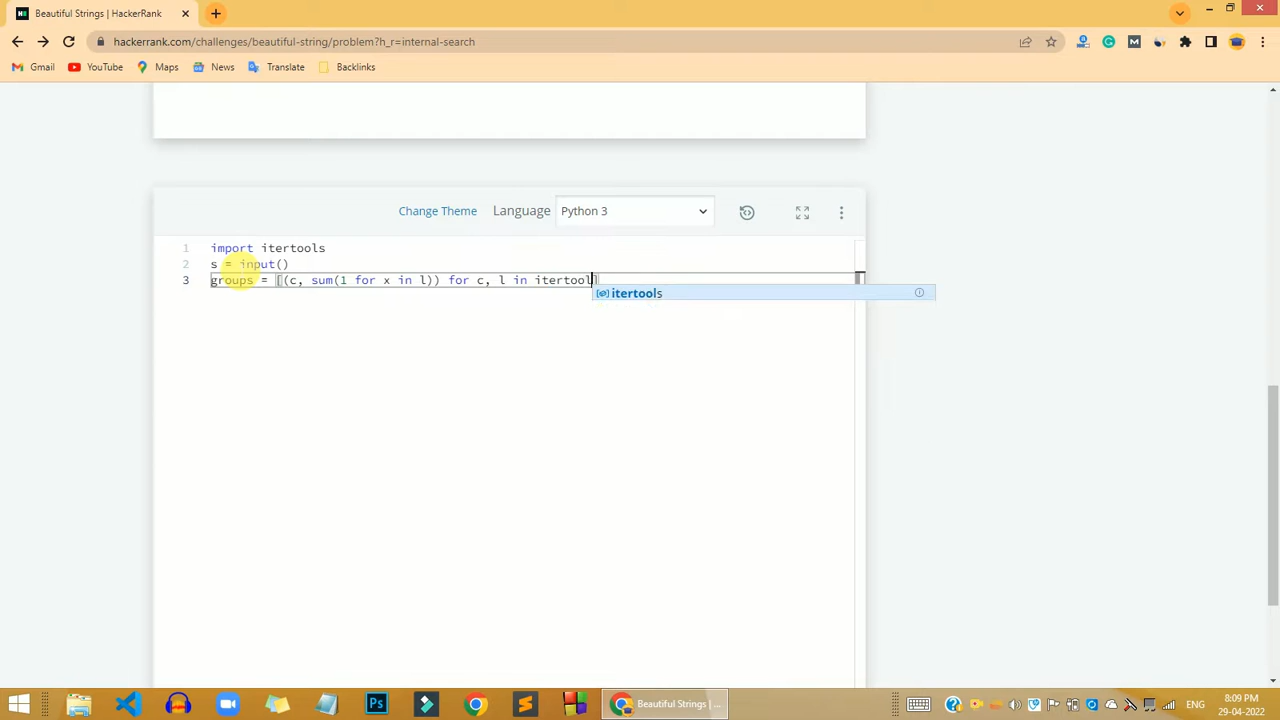 Beautiful Strings | HackerRank
hackerrank.com/challenges/beautiful-string/problem?h_r=internal-search
Gmail YouTube Maps News Translate Backlinks
Change Theme Language Python 3
1 import itertools
2 s = input()
3 groups = [(c, sum(1 for x in l)) for c, l in itertool]
itertools
Beautiful Strings | ...
ENG
8:09 PM
29-04-2022